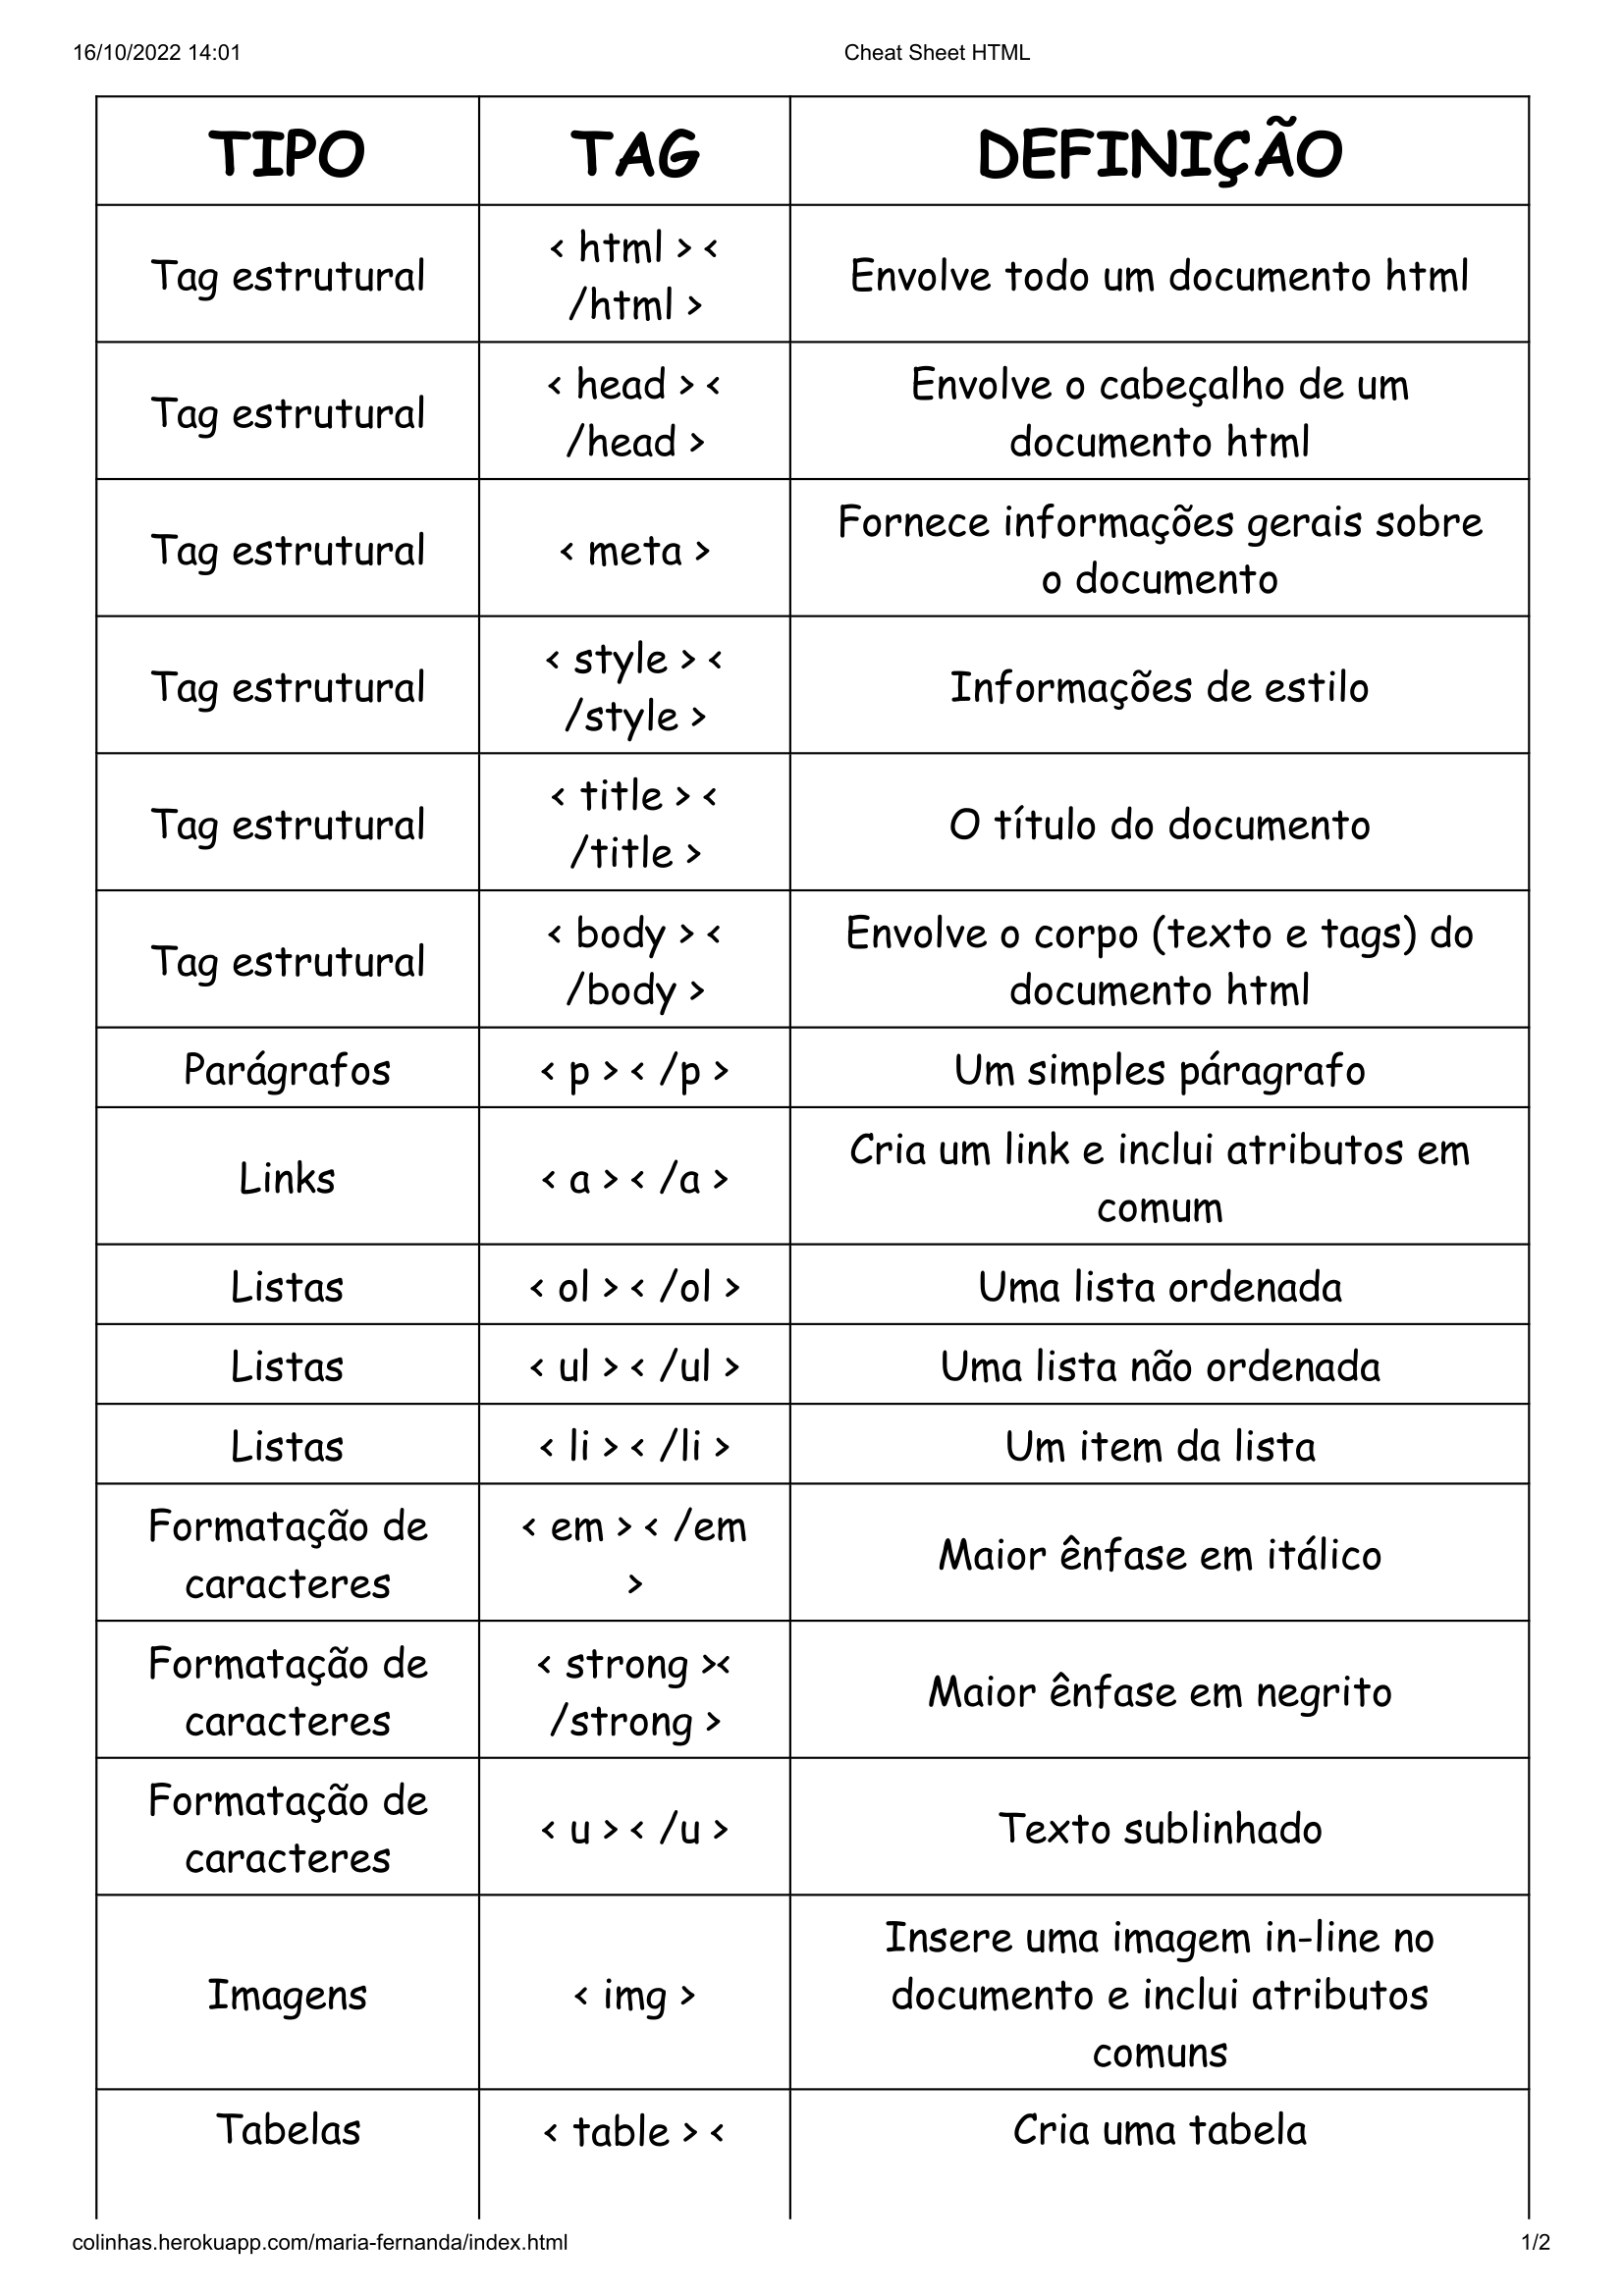 16/10/2022 14:01
Cheat Sheet HTML
TIPO
TAG
DEFINIÇÃO
Tag estrutural
< html > <
/html >
Envolve todo um documento html
Tag estrutural
< head > <
/head >
Envolve o cabeçalho de um
documento html
Tag estrutural
< meta >
Fornece informações gerais sobre
o documento
Tag estrutural
< style > <
/style >
Informações de estilo
Tag estrutural
< title > <
/title >
O título do documento
Tag estrutural
< body > <
/body >
Envolve o corpo (texto e tags) do
documento html
Parágrafos
< p > < /p >
Um simples páragrafo
Links
< a > < /a >
Cria um link e inclui atributos em
comum
Listas
< ol > < /ol >
Uma lista ordenada
Listas
< ul > < /ul >
Uma lista não ordenada
Listas
< li > < /li >
Um item da lista
Formatação de
caracteres
< em > < /em
>
Maior ênfase em itálico
Formatação de
caracteres
< strong ><
/strong >
Maior ênfase em negrito
Formatação de
caracteres
< u > < /u >
Texto sublinhado
Imagens
< img >
Insere uma imagem in-line no
documento e inclui atributos
comuns
Tabelas
< table > <
Cria uma tabela
colinhas.herokuapp.com/maria-fernanda/index.html
1/2